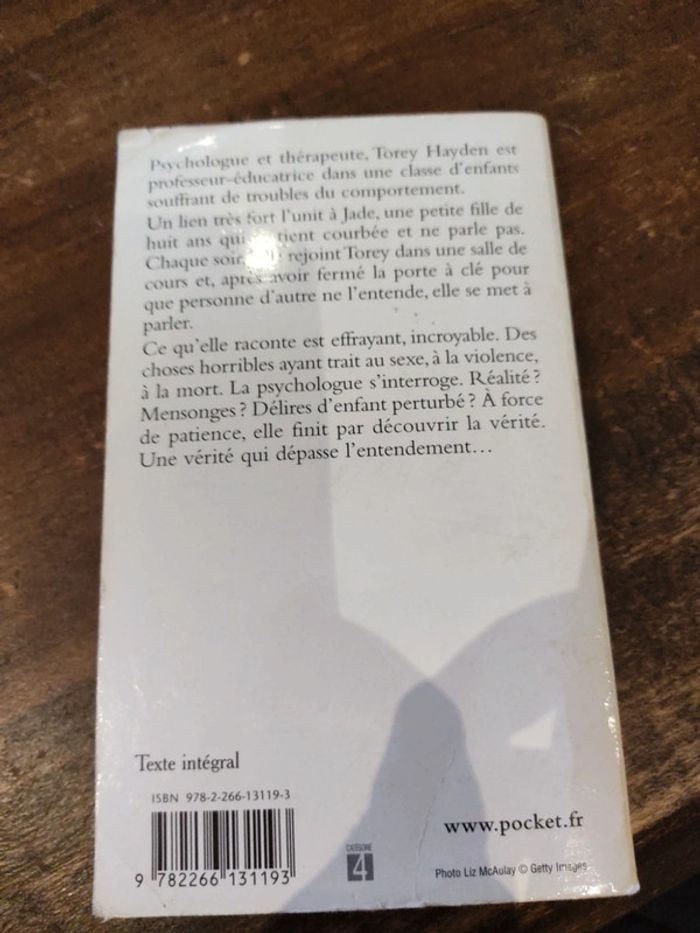 Psychologue et thérapeute, Torey Hayden est
professeur-éducatrice dans une classe d'enfants
souffrant de troubles du comportement.
Un lien très fort l'unit à Jade, une petite fille de
huit ans qui tient courbée et ne parle pas.
Chaque soir, rejoint Torey dans une salle de
cours et, après avoir fermé la porte à clé pour
que personne d'autre ne l'entende, elle se met à
parler.
Ce qu'elle raconte est effrayant, incroyable. Des
choses horribles ayant trait au sexe, à la violence,
à la mort. La psychologue s'interroge. Réalité ?
Mensonges ? Délires d'enfant perturbé ? À force
de patience, elle finit par découvrir la vérité.
Une vérité qui dépasse l'entendement...
Texte intégral
ISBN 978-2-266-13119-3
9 782266 131193
CATÉGORIE
4
www.pocket.fr
Photo Liz McAulay © Getty Images